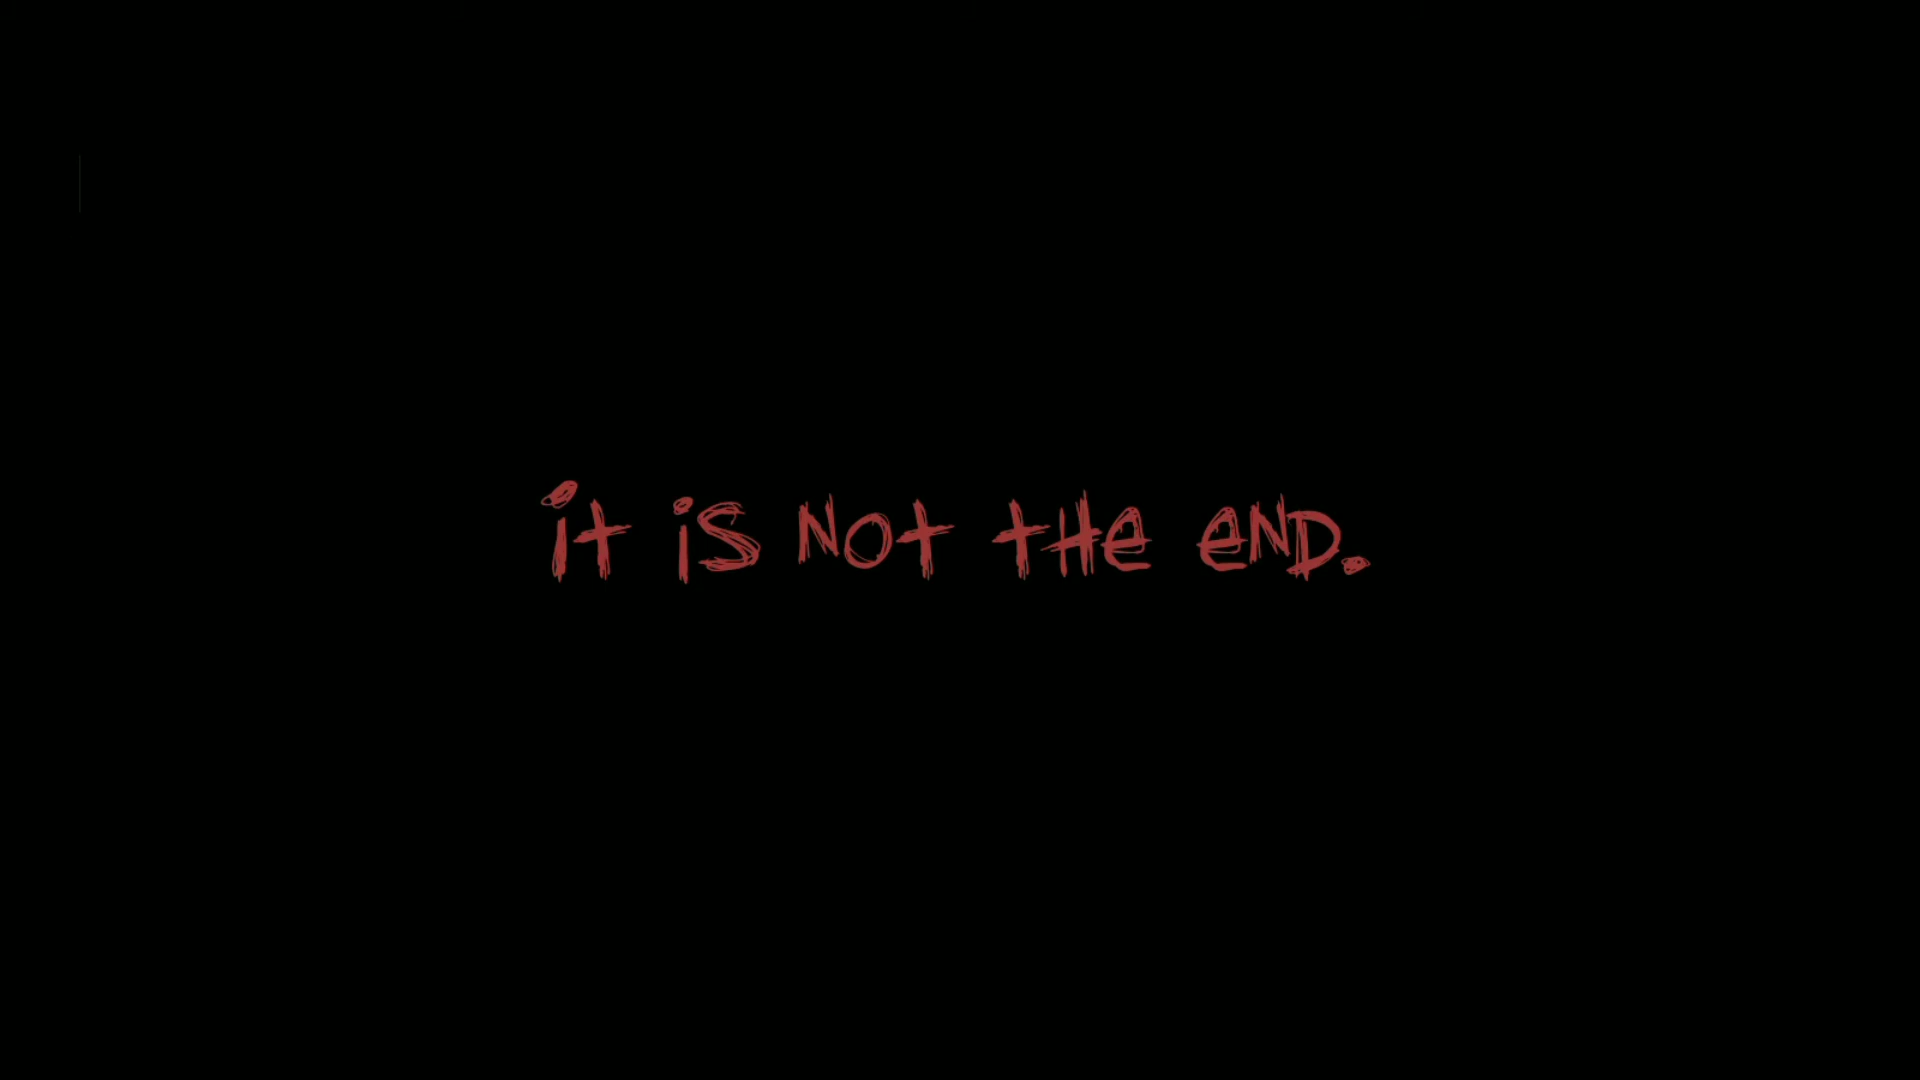 it is not the end.